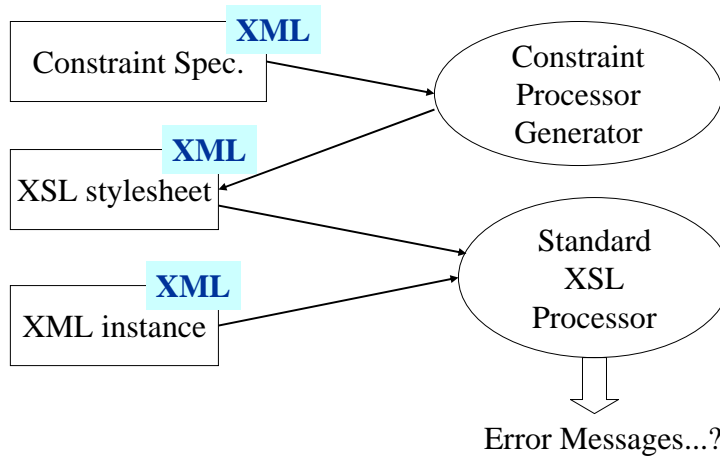 XML
Constraint Spec.
Constraint
Processor
Generator
XML
XSL stylesheet
Standard
XSL
Processor
XML
XML instance
Error Messages...?